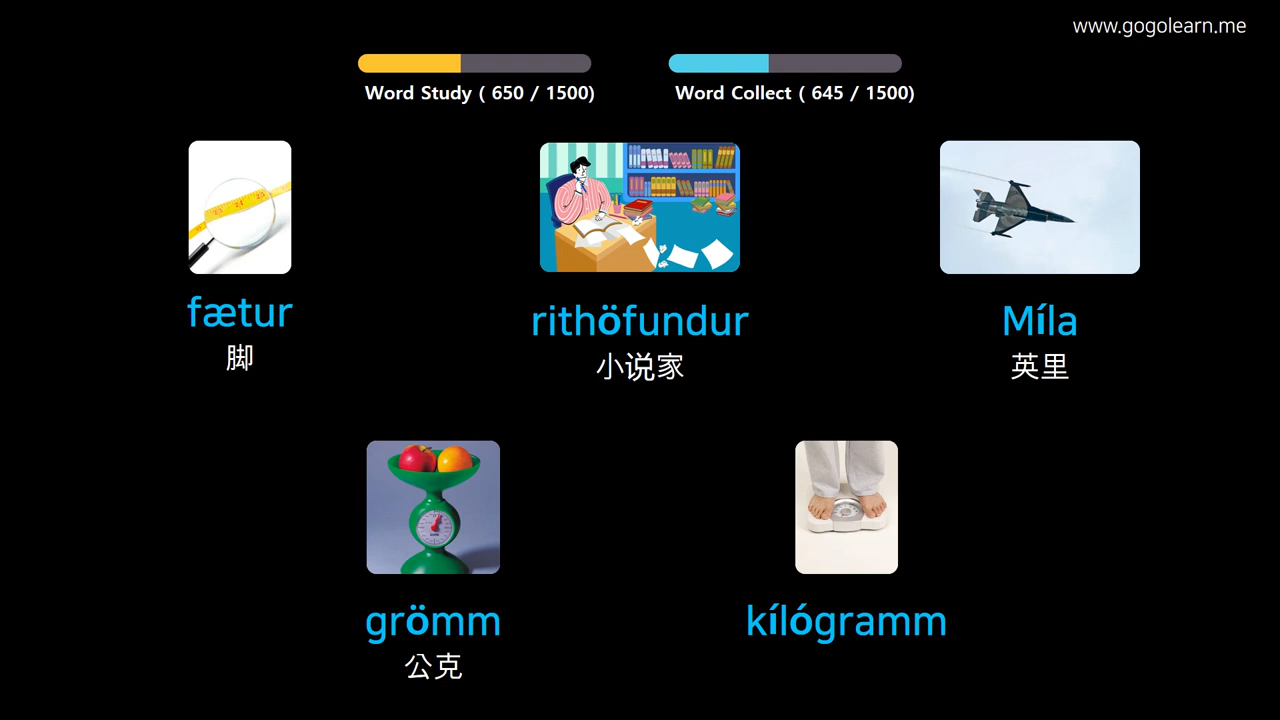 www.gogolearn.me
Word Study ( 650 / 1500)
Word Collect ( 645 / 1500)
fætur
脚
rithöfundur
小说家
Míla
英里
grömm
公克
kílógramm